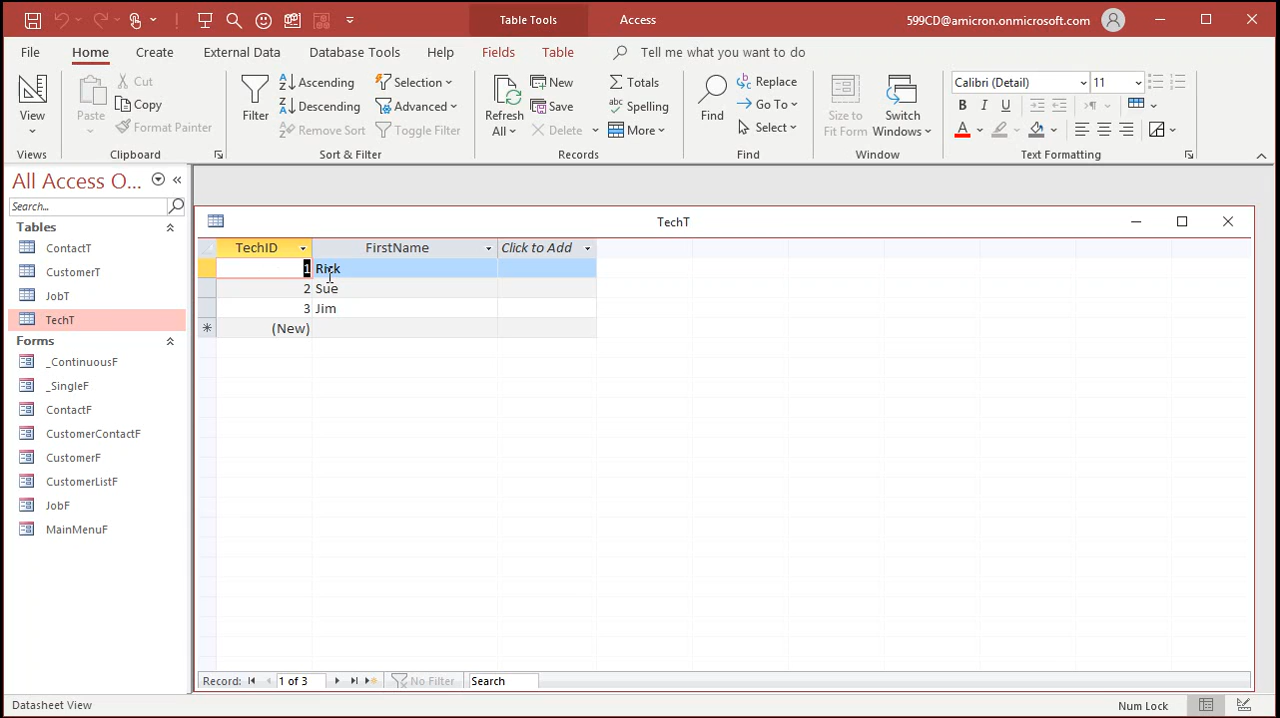 Table Tools
Access
599CD@amicron.onmicrosoft.com
File Home Create External Data Database Tools Help Fields Table Tell me what you want to do
View
Views
Paste
Cut
Copy
Format Painter
Clipboard
Filter
Ascending
Descending
Remove Sort
Selection
Advanced
Toggle Filter
Sort & Filter
Refresh
All
New
Save
Delete
Totals
Spelling
More
Records
Find
Replace
Go To
Select
Find
Size to
Fit Form
Switch
Windows
Window
Calibri (Detail) 11
B I U
A
Text Formatting
All Access O...
Search...
Tables
ContactT
CustomerT
JobT
TechT
Forms
_ContinuousF
_SingleF
ContactF
CustomerContactF
CustomerF
CustomerListF
JobF
MainMenuF
TechT
TechID FirstName Click to Add
1 Rick
2 Sue
3 Jim
(New)
Record: 1 of 3 No Filter Search
Datasheet View
Num Lock